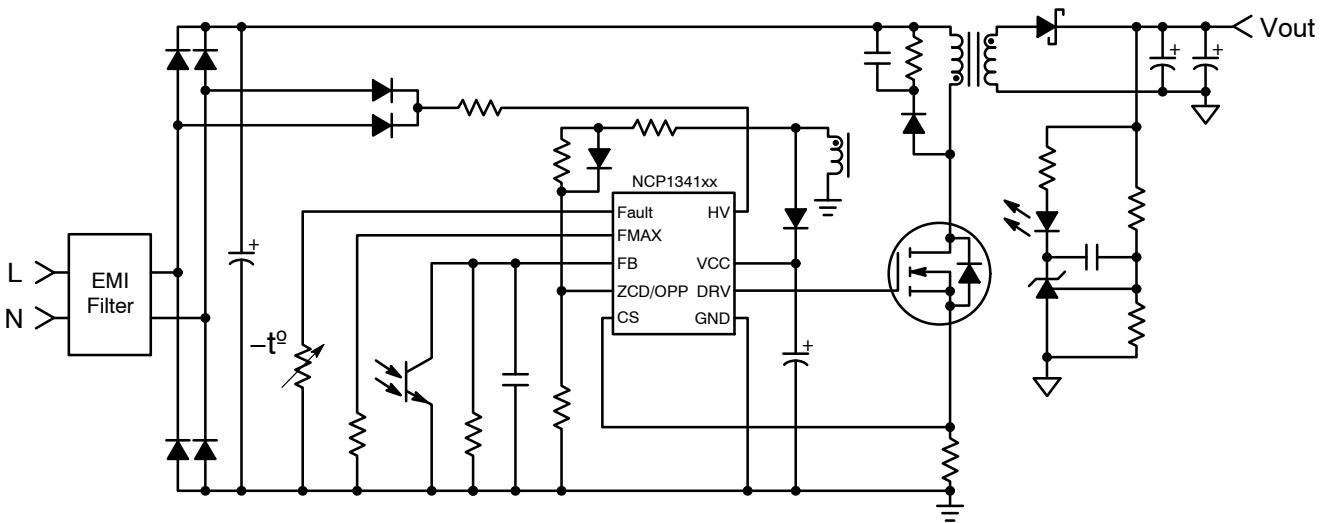 Vout
NCP1341xx
Fault
HV
FMAX
FB
VCC
ZCD/OPP
DRV
CS
GND
L
N
EMI
Filter
–tº
+
+
+
+